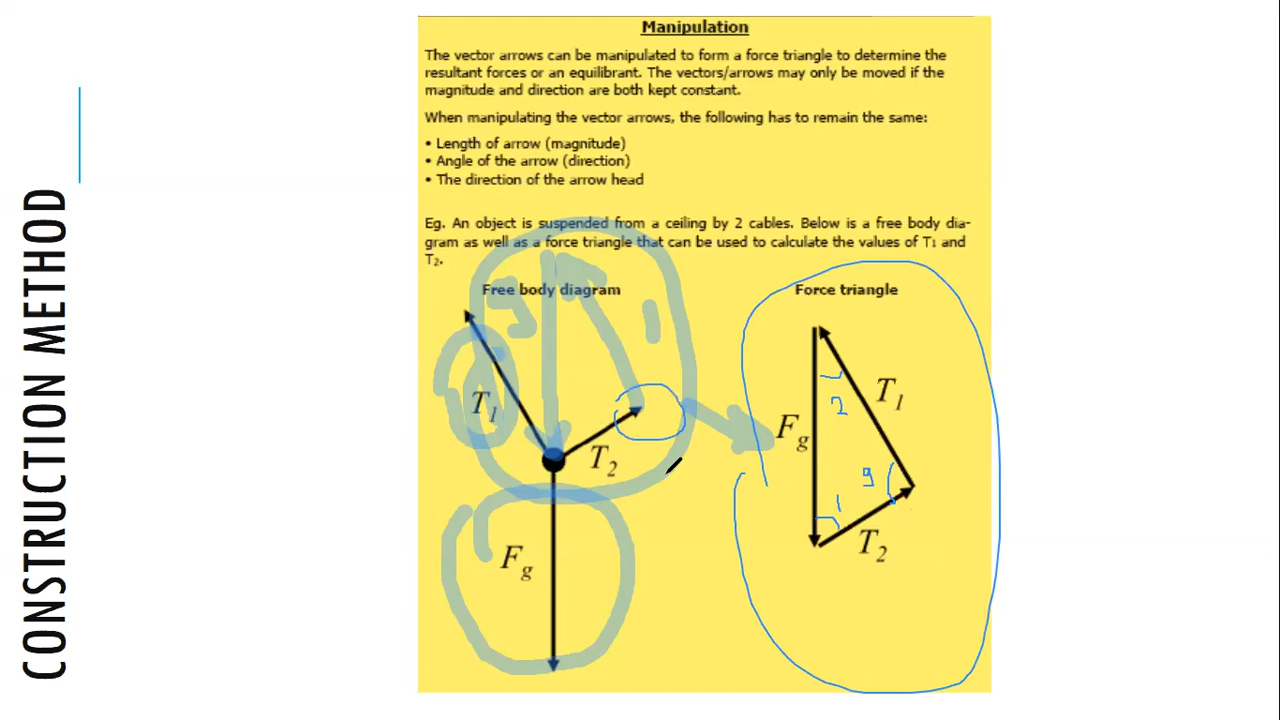 CONSTRUCTION METHOD
Manipulation
The vector arrows can be manipulated to form a force triangle to determine the
resultant forces or an equilibrant. The vectors/arrows may only be moved if the
magnitude and direction are both kept constant.
When manipulating the vector arrows, the following has to remain the same:
• Length of arrow (magnitude)
• Angle of the arrow (direction)
• The direction of the arrow head
Eg. An object is suspended from a ceiling by 2 cables. Below is a free body dia-
gram as well as a force triangle that can be used to calculate the values of T1 and
T2.
Free body diagram
T1
T2
Fg
Force triangle
T1
2
Fg
1
T2